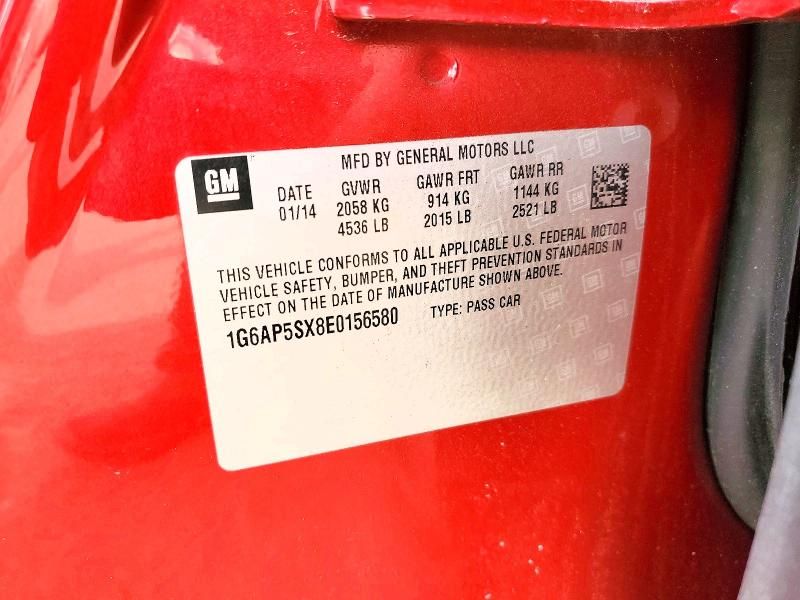 MFD BY GENERAL MOTORS LLC
GM
DATE GVWR GAWR FRT GAWR RR
01/14 2058 KG 914 KG 1144 KG
4536 LB 2015 LB 2521 LB
THIS VEHICLE CONFORMS TO ALL APPLICABLE U.S. FEDERAL MOTOR
VEHICLE SAFETY, BUMPER, AND THEFT PREVENTION STANDARDS IN
EFFECT ON THE DATE OF MANUFACTURE SHOWN ABOVE.
1G6AP5SX8E0156580 TYPE: PASS CAR